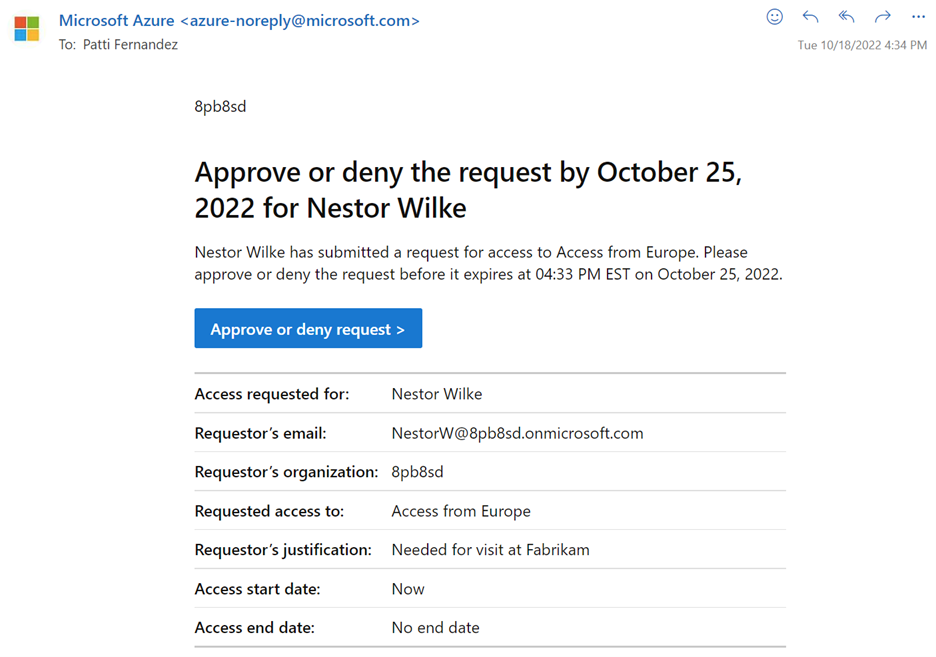 Microsoft Azure <azure-noreply@microsoft.com>
To: Patti Fernandez
Tue 10/18/2022 4:34 PM
8pb8sd
Approve or deny the request by October 25,
2022 for Nestor Wilke
Nestor Wilke has submitted a request for access to Access from Europe. Please
approve or deny the request before it expires at 04:33 PM EST on October 25, 2022.
Approve or deny request >
Access requested for: Nestor Wilke
Requestor’s email: NestorW@8pb8sd.onmicrosoft.com
Requestor’s organization: 8pb8sd
Requested access to: Access from Europe
Requestor’s justification: Needed for visit at Fabrikam
Access start date: Now
Access end date: No end date